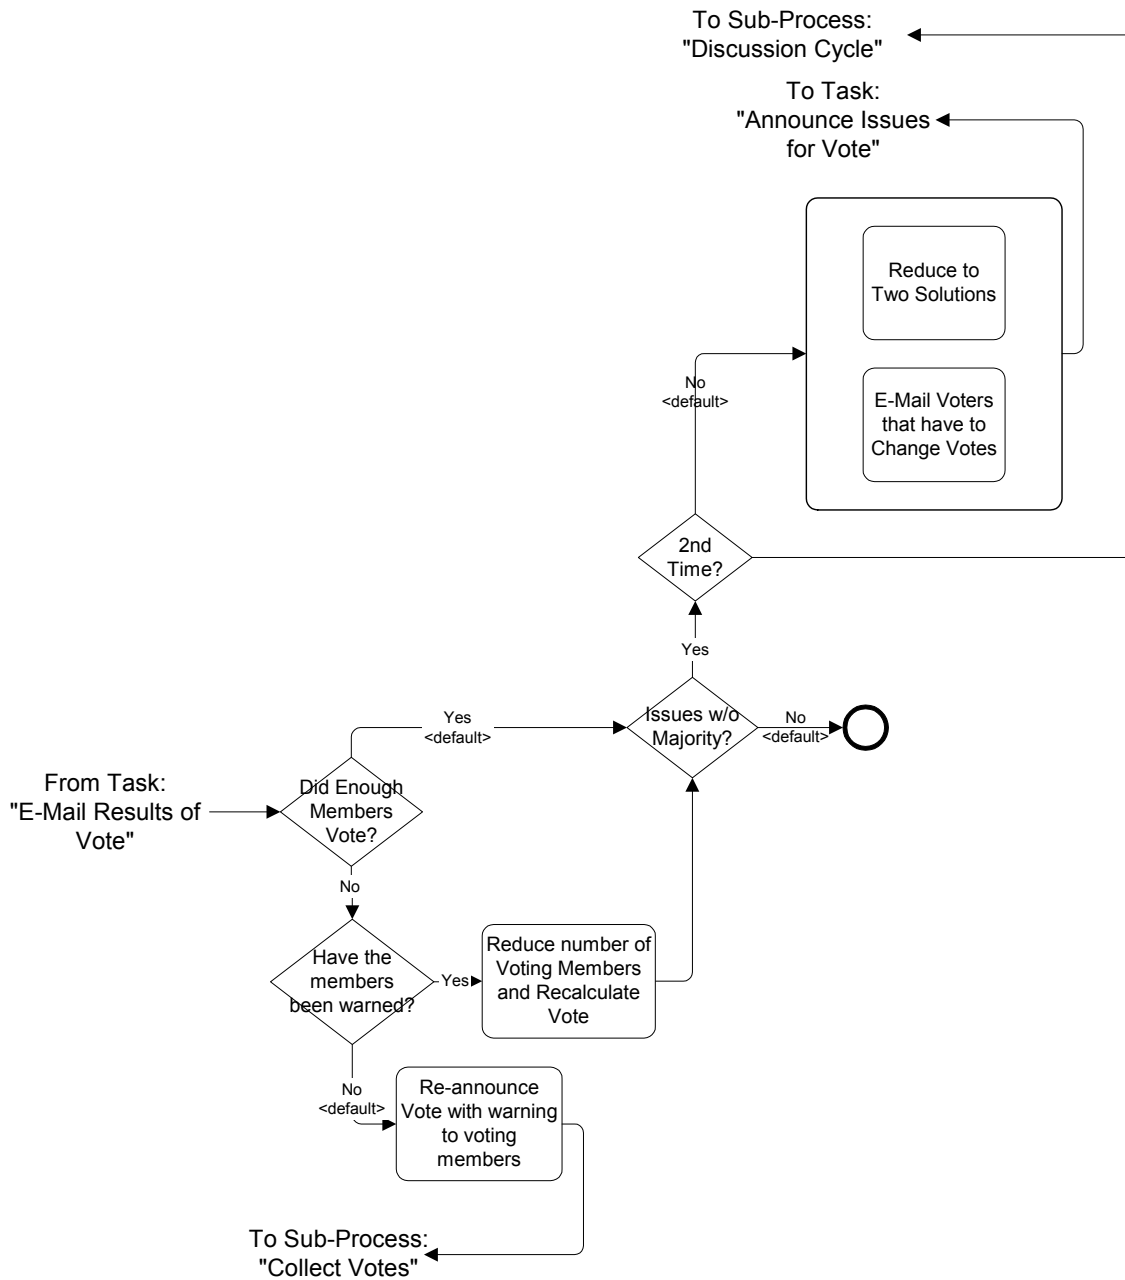 To Sub-Process:
"Discussion Cycle"
To Task:
"Announce Issues
for Vote"
Reduce to
Two Solutions
No
<default>
E-Mail Voters
that have to
Change Votes
2nd
Time?
Yes
Issues w/o
Majority?
No
<default>
Yes
<default>
From Task:
"E-Mail Results of
Vote"
Did Enough
Members
Vote?
No
Have the
members
been warned?
Yes
Reduce number of
Voting Members
and Recalculate
Vote
No
<default>
Re-announce
Vote with warning
to voting
members
To Sub-Process:
"Collect Votes"